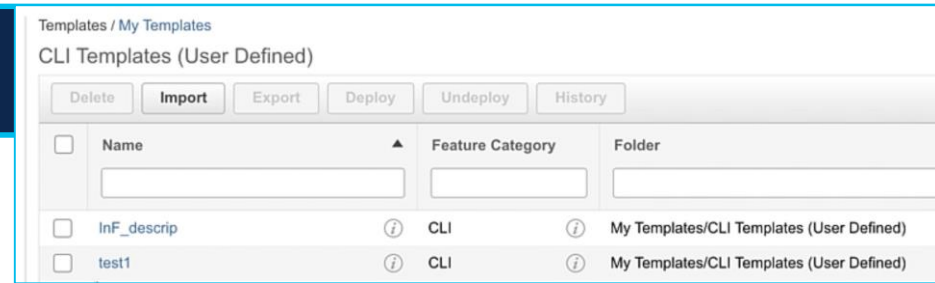 Templates / My Templates
CLI Templates (User Defined)
Delete Import Export Deploy Undeploy History
Name Feature Category Folder
InF_descrip CLI My Templates/CLI Templates (User Defined)
test1 CLI My Templates/CLI Templates (User Defined)